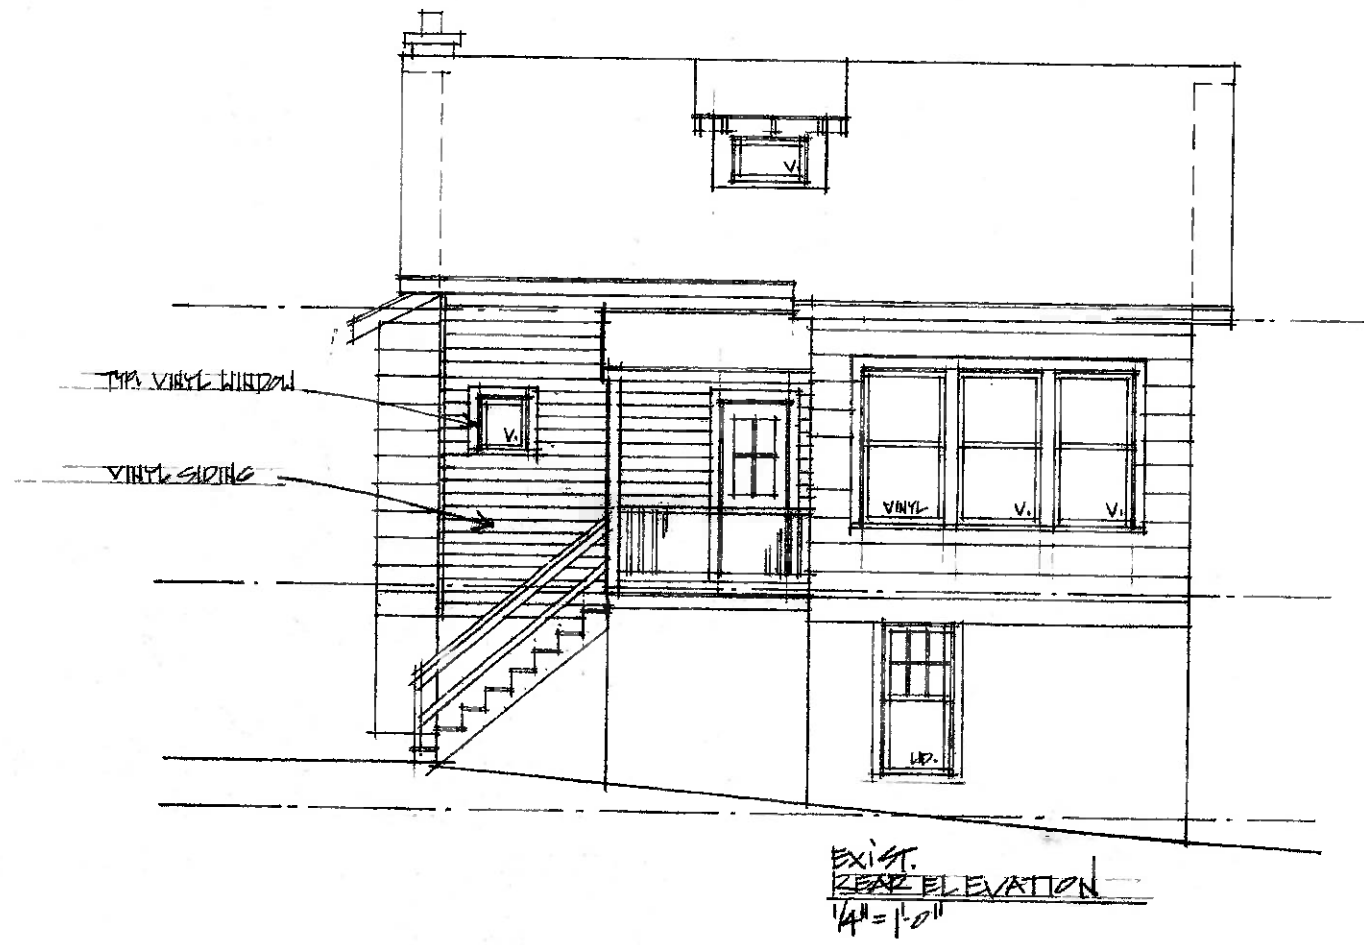 V.
TYP. VINYL WINDOW
V.
VINYL SIDING
VINYL V. V.
WD.
EXIST.
REAR ELEVATION
1/4" = 1'-0"